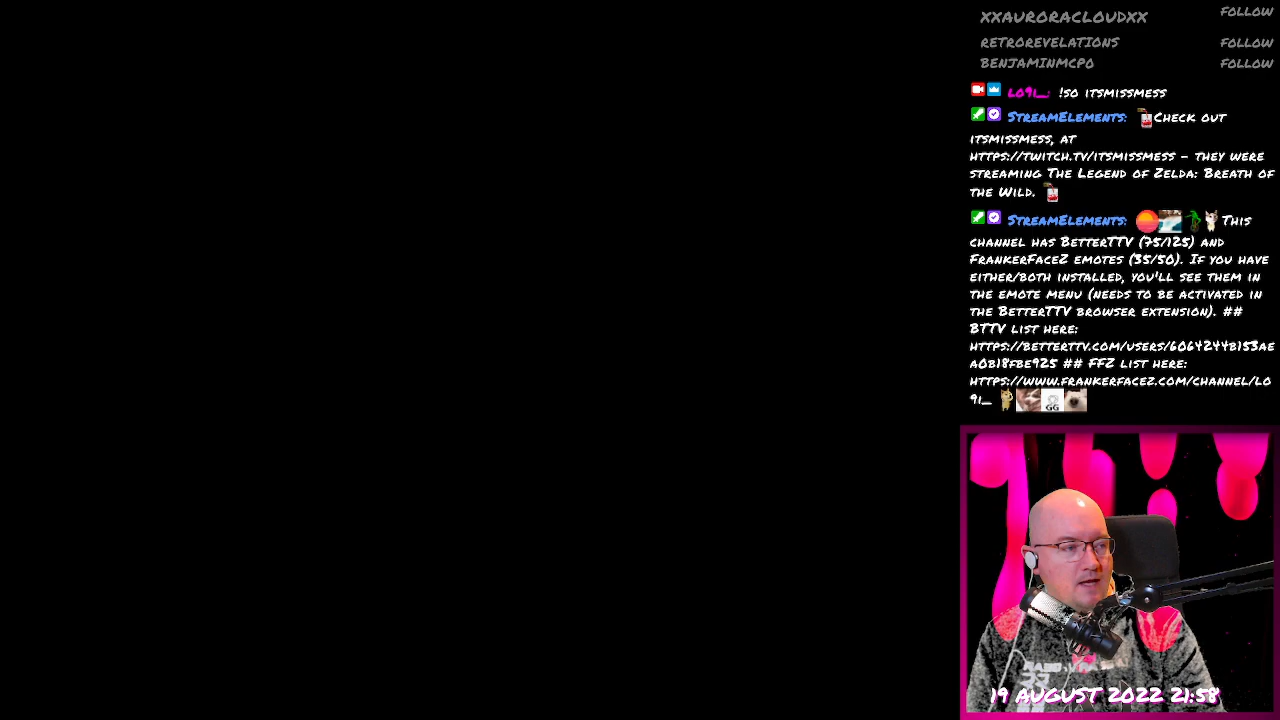 XXAURORACLOUDXX FOLLOW
RETROREVELATIONS FOLLOW
BENJAMINMCPO FOLLOW
LO9I_: !SO ITSMISSMESS
STREAMELEMENTS: CHECK OUT
ITSMISSMESS, AT
HTTPS://TWITCH.TV/ITSMISSMESS - THEY WERE
STREAMING THE LEGEND OF ZELDA: BREATH OF
THE WILD.
STREAMELEMENTS: THIS
CHANNEL HAS BETTERTTV (75/125) AND
FRANKERFACEZ EMOTES (35/50). IF YOU HAVE
EITHER/BOTH INSTALLED, YOU'LL SEE THEM IN
THE EMOTE MENU (NEEDS TO BE ACTIVATED IN
THE BETTERTTV BROWSER EXTENSION). ##
BTTV LIST HERE:
HTTPS://BETTERTTV.COM/USERS/6064244B153AE
A0B18FBE925 ## FFZ LIST HERE:
HTTPS://WWW.FRANKERFACEZ.COM/CHANNEL/LO
9I_
GG
19 AUGUST 2022 21:58